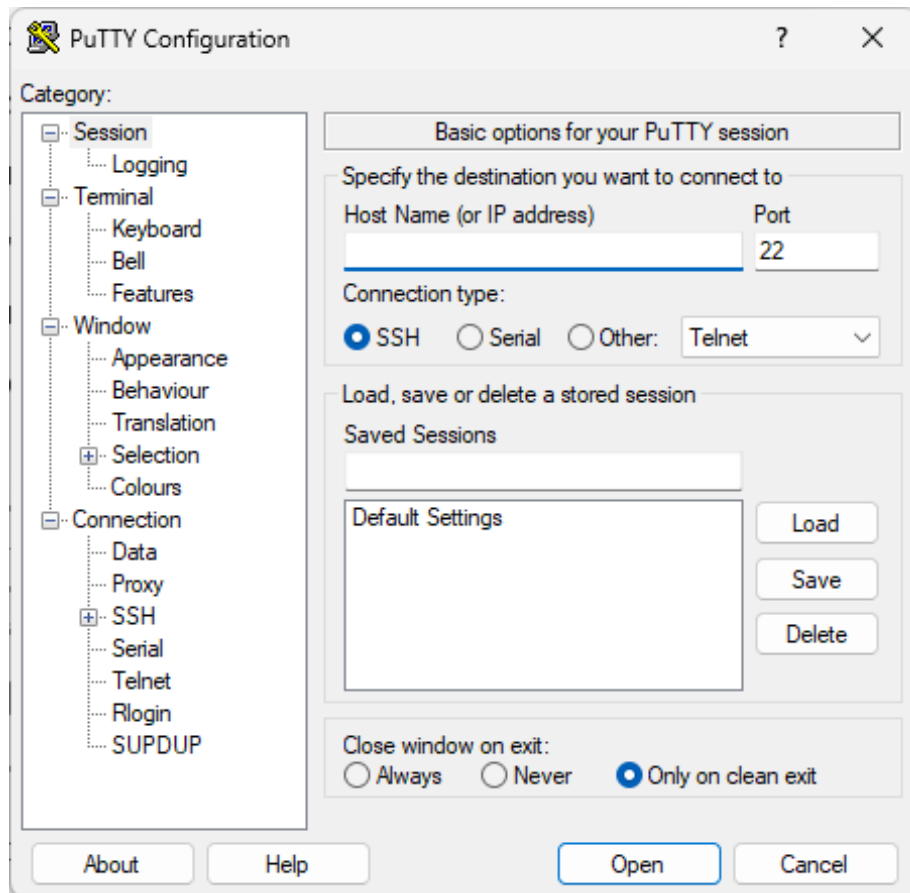 PuTTY Configuration
?
Category:
Session
Logging
Terminal
Keyboard
Bell
Features
Window
Appearance
Behaviour
Translation
Selection
Colours
Connection
Data
Proxy
SSH
Serial
Telnet
Rlogin
SUPDUP
Basic options for your PuTTY session
Specify the destination you want to connect to
Host Name (or IP address) Port
22
Connection type:
SSH Serial Other: Telnet
Load, save or delete a stored session
Saved Sessions
Default Settings
Load
Save
Delete
Close window on exit:
Always Never Only on clean exit
About Help Open Cancel